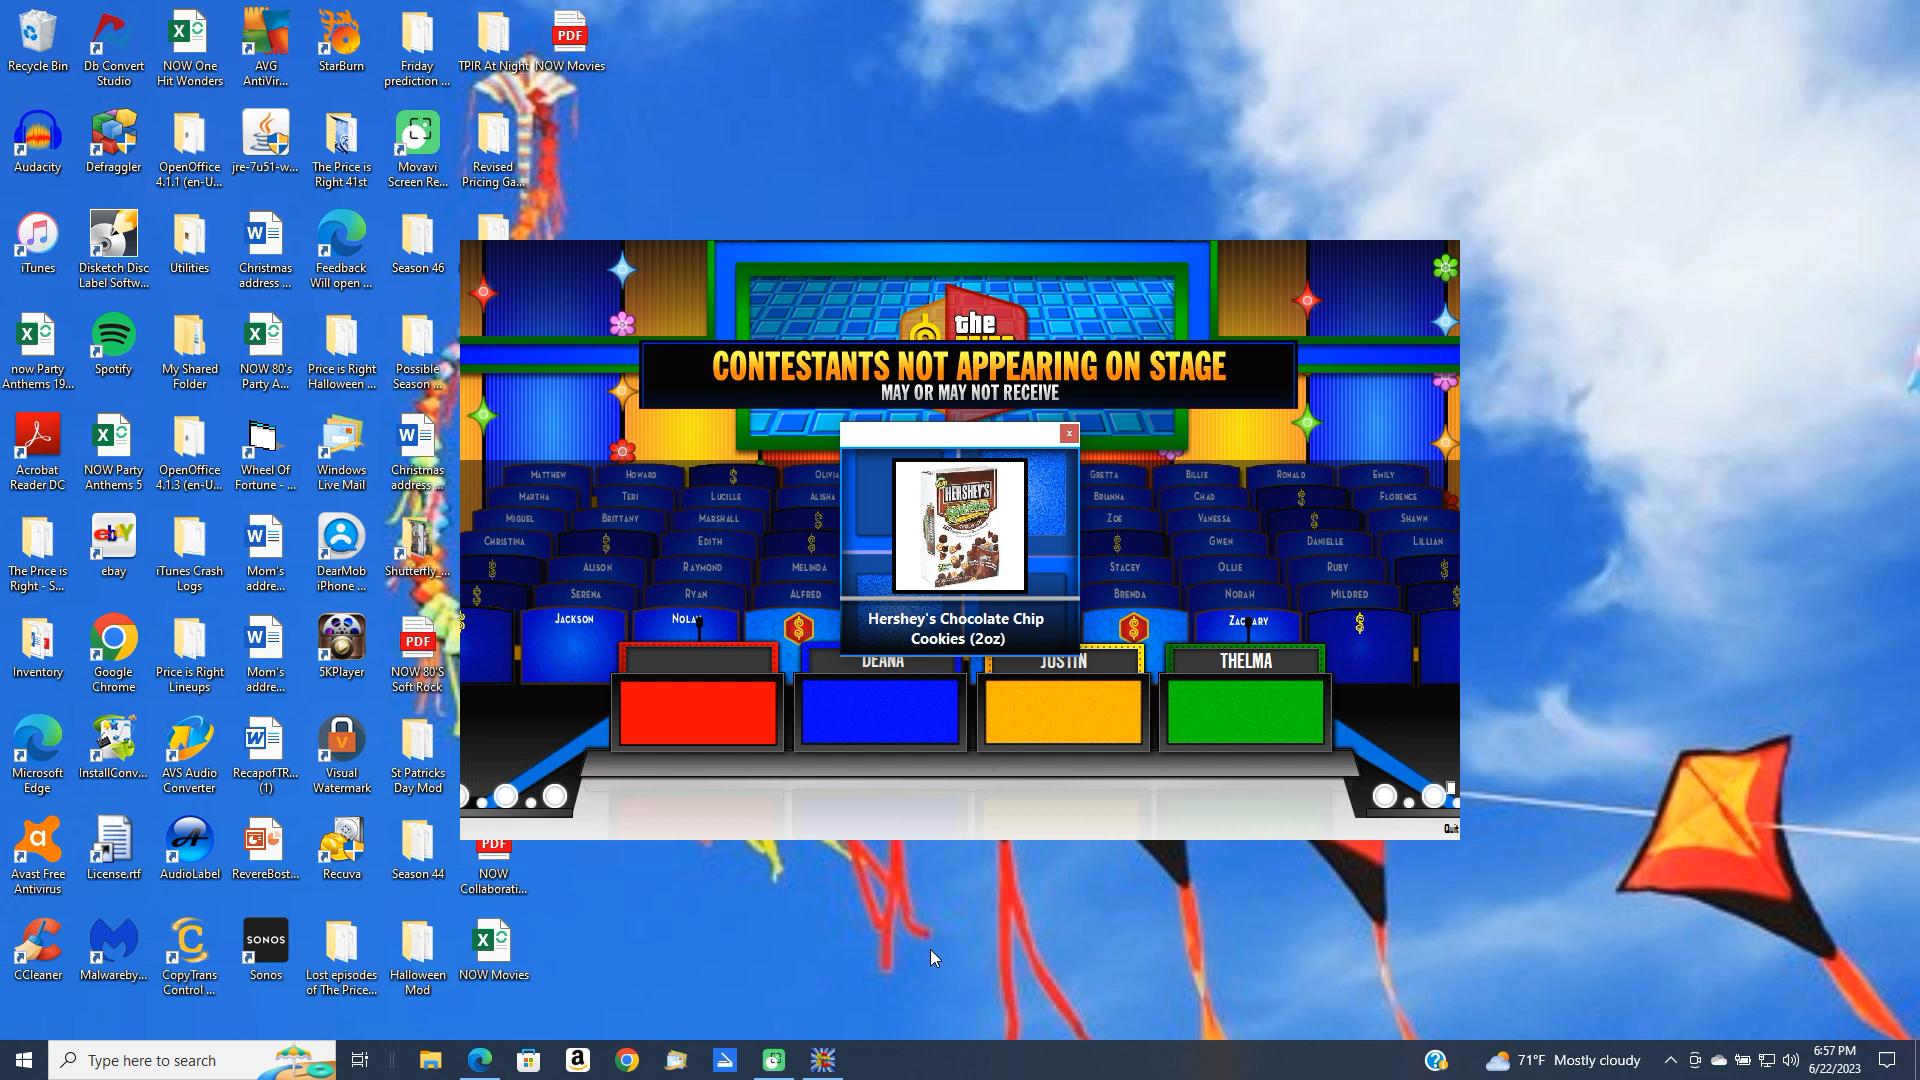 Recycle Bin
Db Convert
Studio
NOW One
Hit Wonders
AVG
AntiVir...
StarBurn
Friday
prediction ...
TPIR At Night
NOW Movies
PDF
Audacity
Defraggler
OpenOffice
4.1.1 (en-U...
jre-7u51-w...
The Price is
Right 41st
Movavi
Screen Re...
Revised
Pricing Ga...
iTunes
Disketch Disc
Label Softw...
Utilities
Christmas
address ...
Feedback
Will open ...
Season 46
now Party
Anthems 19...
Spotify
My Shared
Folder
NOW 80's
Party A...
Price is Right
Halloween ...
Possible
Season ...
Acrobat
Reader DC
NOW Party
Anthems 5
OpenOffice
4.1.3 (en-U...
Wheel Of
Fortune - ...
Windows
Live Mail
Christmas
address ...
The Price is
Right - S...
ebay
ebay
iTunes Crash
Logs
Mom's
addre...
DearMob
iPhone ...
Shutterfly_...
Inventory
Google
Chrome
Price is Right
Lineups
Mom's
addre...
5KPlayer
PDF
NOW 80'S
Soft Rock
Microsoft
Edge
InstallConv...
AVS Audio
Converter
RecapofTR...
(1)
Visual
Watermark
St Patricks
Day Mod
Avast Free
Antivirus
License.rtf
AudioLabel
RevereBost...
Recuva
Season 44
PDF
NOW
Collaborati...
CCleaner
Malwareby...
CopyTrans
Control ...
SONOS
Sonos
Lost episodes
of The Price...
Halloween
Mod
NOW Movies
the
CONTESTANTS NOT APPEARING ON STAGE
MAY OR MAY NOT RECEIVE
x
MATTHEW HOWARD $ OLIVIA GRETTA BILLIE RONALD EMILY
MARTHA TERI LUCILLE ALISHA BRIANNA CHAD $ FLORENCE
MIGUEL BRITTANY MARSHALL $ ZOE VANESSA SHAWN
CHRISTINA $ EDITH $ $ GWEN DANIELLE LILLIAN
$ ALISON RAYMOND MELINDA STACEY OLLIE RUBY $
$ SERENA RYAN ALFRED BRENDA NORAH MILDRED $
JACKSON $ $ ZACHARY $
HERSHEY'S
Hershey's Chocolate Chip
Cookies (2oz)
DEANA JUSTIN THELMA
Quit
Type here to search
71°F Mostly cloudy
6:57 PM
6/22/2023